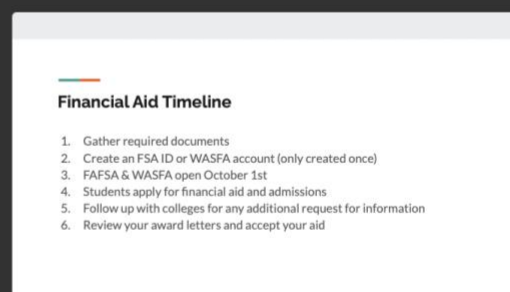 Financial Aid Timeline
1. Gather required documents
2. Create an FSA ID or WASFA account (only created once)
3. FAFSA & WASFA open October 1st
4. Students apply for financial aid and admissions
5. Follow up with colleges for any additional request for information
6. Review your award letters and accept your aid